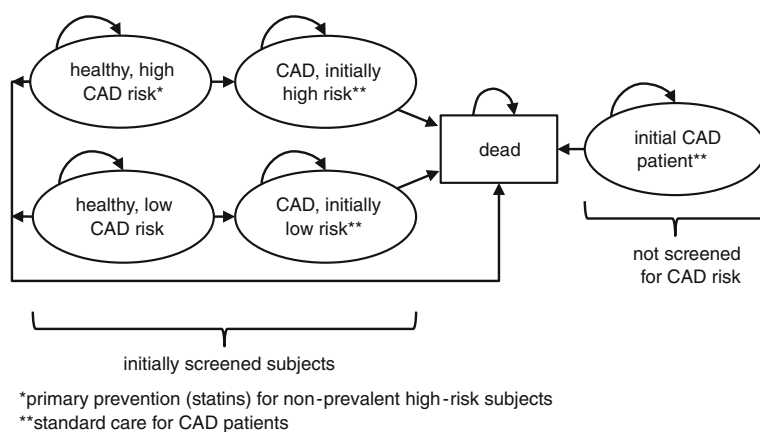 healthy, high
CAD risk*
CAD, initially
high risk**
dead
initial CAD
patient**
healthy, low
CAD risk
CAD, initially
low risk**
not screened
for CAD risk
initially screened subjects
*primary prevention (statins) for non-prevalent high-risk subjects
**standard care for CAD patients